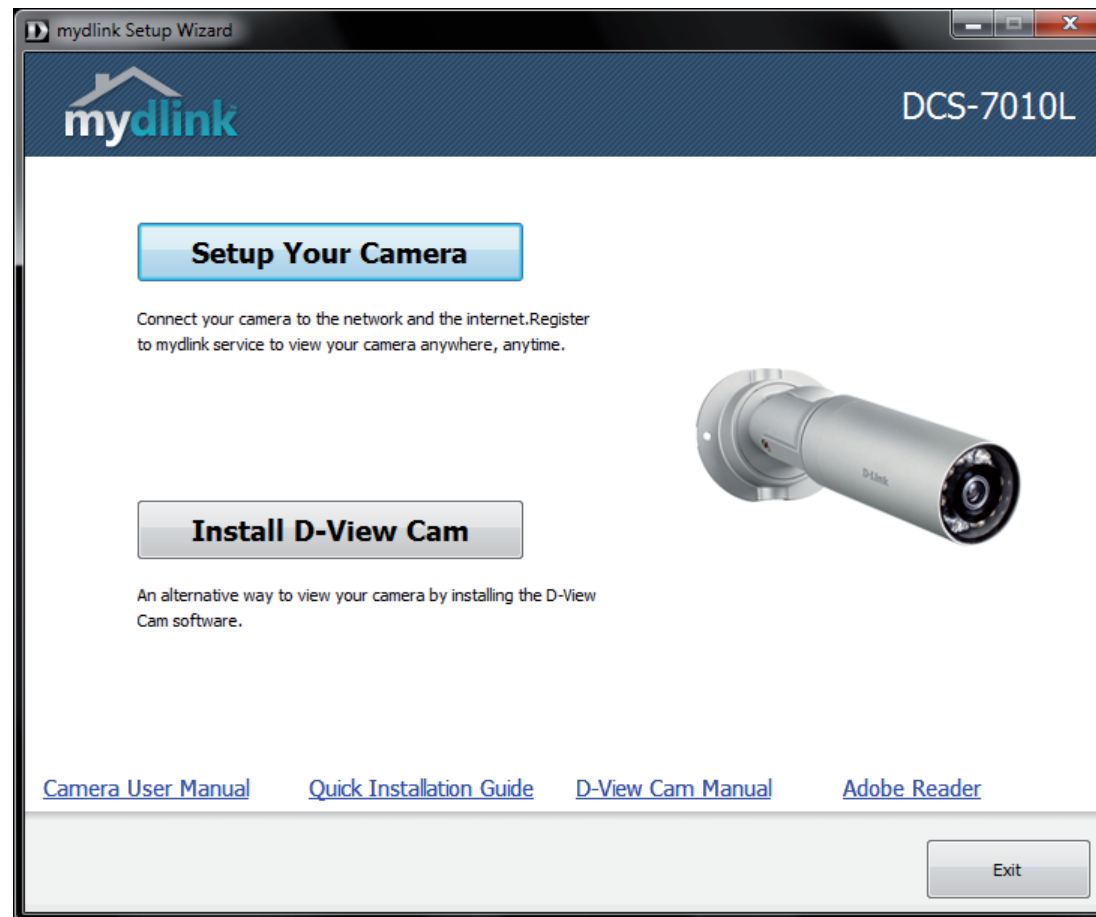 mydlink Setup Wizard
mydlink
DCS-7010L
Setup Your Camera
Connect your camera to the network and the internet.Register
to mydlink service to view your camera anywhere, anytime.
D-Link
Install D-View Cam
An alternative way to view your camera by installing the D-View
Cam software.
Camera User Manual
Quick Installation Guide
D-View Cam Manual
Adobe Reader
Exit